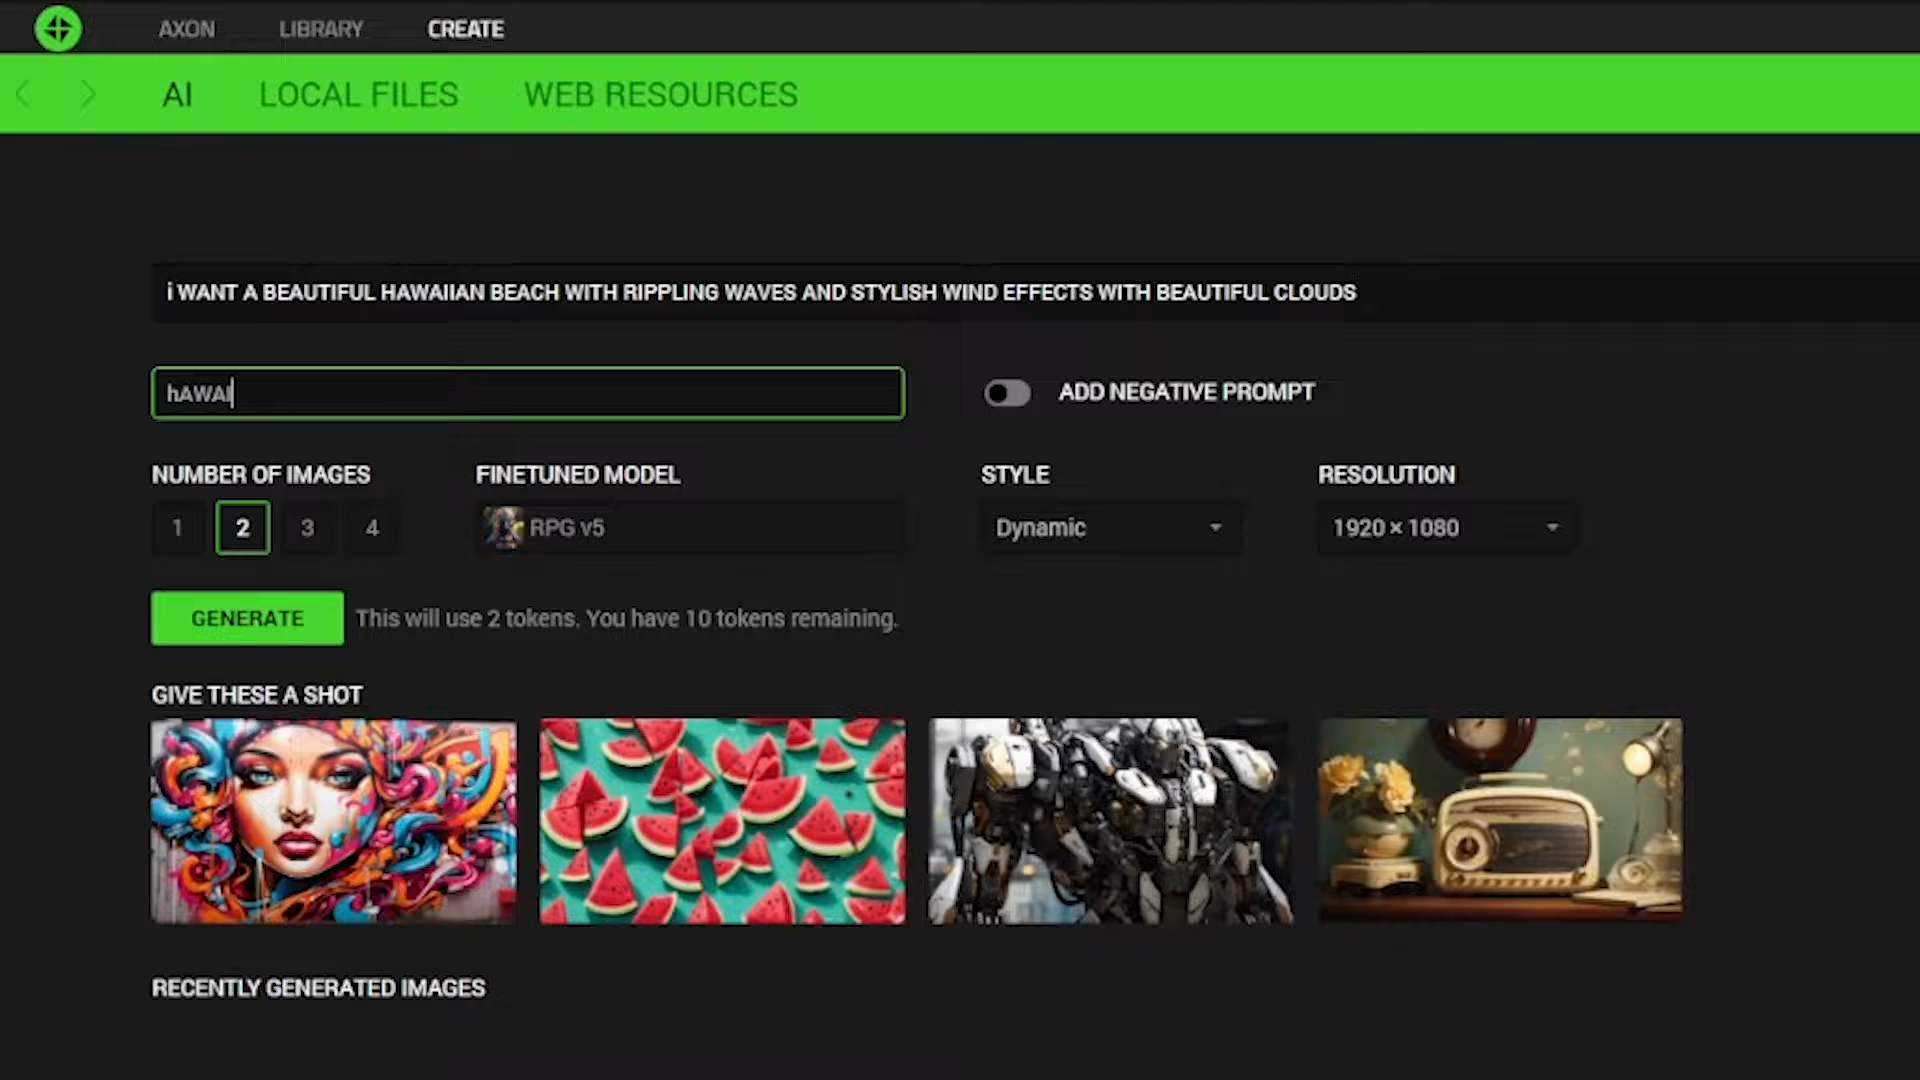 AXON LIBRARY CREATE
AI LOCAL FILES WEB RESOURCES
i WANT A BEAUTIFUL HAWAIIAN BEACH WITH RIPPLING WAVES AND STYLISH WIND EFFECTS WITH BEAUTIFUL CLOUDS
hAWAI
ADD NEGATIVE PROMPT
NUMBER OF IMAGES FINETUNED MODEL STYLE RESOLUTION
1 2 3 4 RPG v5 Dynamic 1920 × 1080
GENERATE This will use 2 tokens. You have 10 tokens remaining.
GIVE THESE A SHOT
RECENTLY GENERATED IMAGES